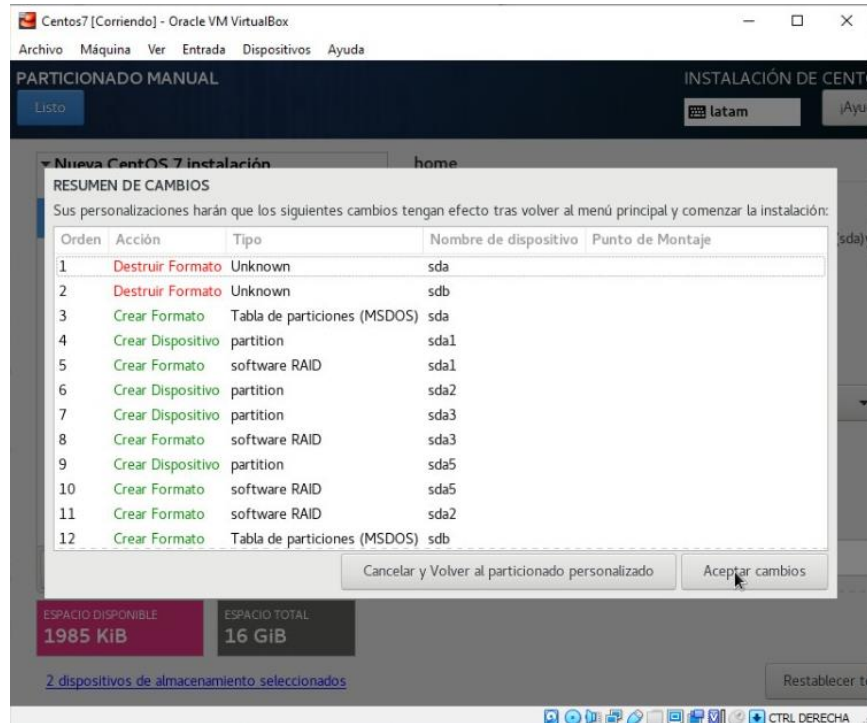 Centos7 [Corriendo] - Oracle VM VirtualBox
Archivo Máquina Ver Entrada Dispositivos Ayuda
PARTICIONADO MANUAL
INSTALACIÓN DE CENT
Listo
latam
¡Ayu
Nueva CentOS 7 instalación
home
RESUMEN DE CAMBIOS
Sus personalizaciones harán que los siguientes cambios tengan efecto tras volver al menú principal y comenzar la instalación:
(sda)
Orden Acción Tipo Nombre de dispositivo Punto de Montaje
1 Destruir Formato Unknown sda
2 Destruir Formato Unknown sdb
3 Crear Formato Tabla de particiones (MSDOS) sda
4 Crear Dispositivo partition sda1
5 Crear Formato software RAID sda1
6 Crear Dispositivo partition sda2
7 Crear Dispositivo partition sda3
8 Crear Formato software RAID sda3
9 Crear Dispositivo partition sda5
10 Crear Formato software RAID sda5
11 Crear Formato software RAID sda2
12 Crear Formato Tabla de particiones (MSDOS) sdb
Cancelar y Volver al particionado personalizado
Aceptar cambios
ESPACIO DISPONIBLE
1985 KiB
ESPACIO TOTAL
16 GiB
2 dispositivos de almacenamiento seleccionados
Restablecer t
CTRL DERECHA